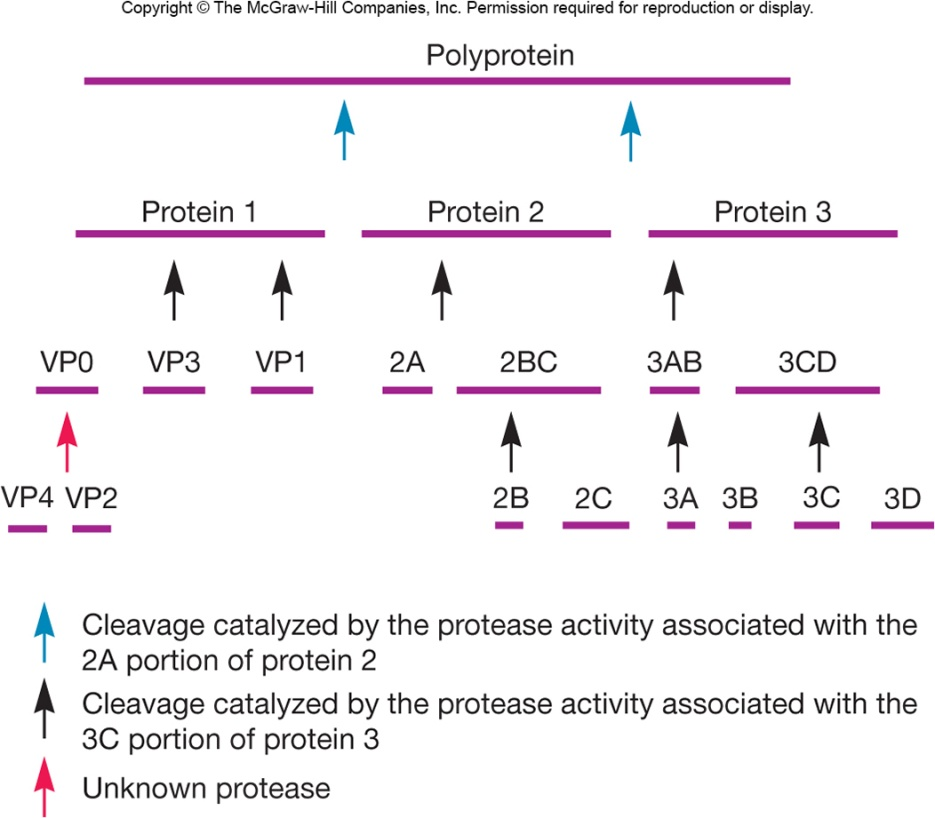 Copyright © The McGraw-Hill Companies, Inc. Permission required for reproduction or display.
Polyprotein
Protein 1 Protein 2 Protein 3
VP0 VP3 VP1 2A 2BC 3AB 3CD
VP4 VP2 2B 2C 3A 3B 3C 3D
Cleavage catalyzed by the protease activity associated with the
2A portion of protein 2
Cleavage catalyzed by the protease activity associated with the
3C portion of protein 3
Unknown protease